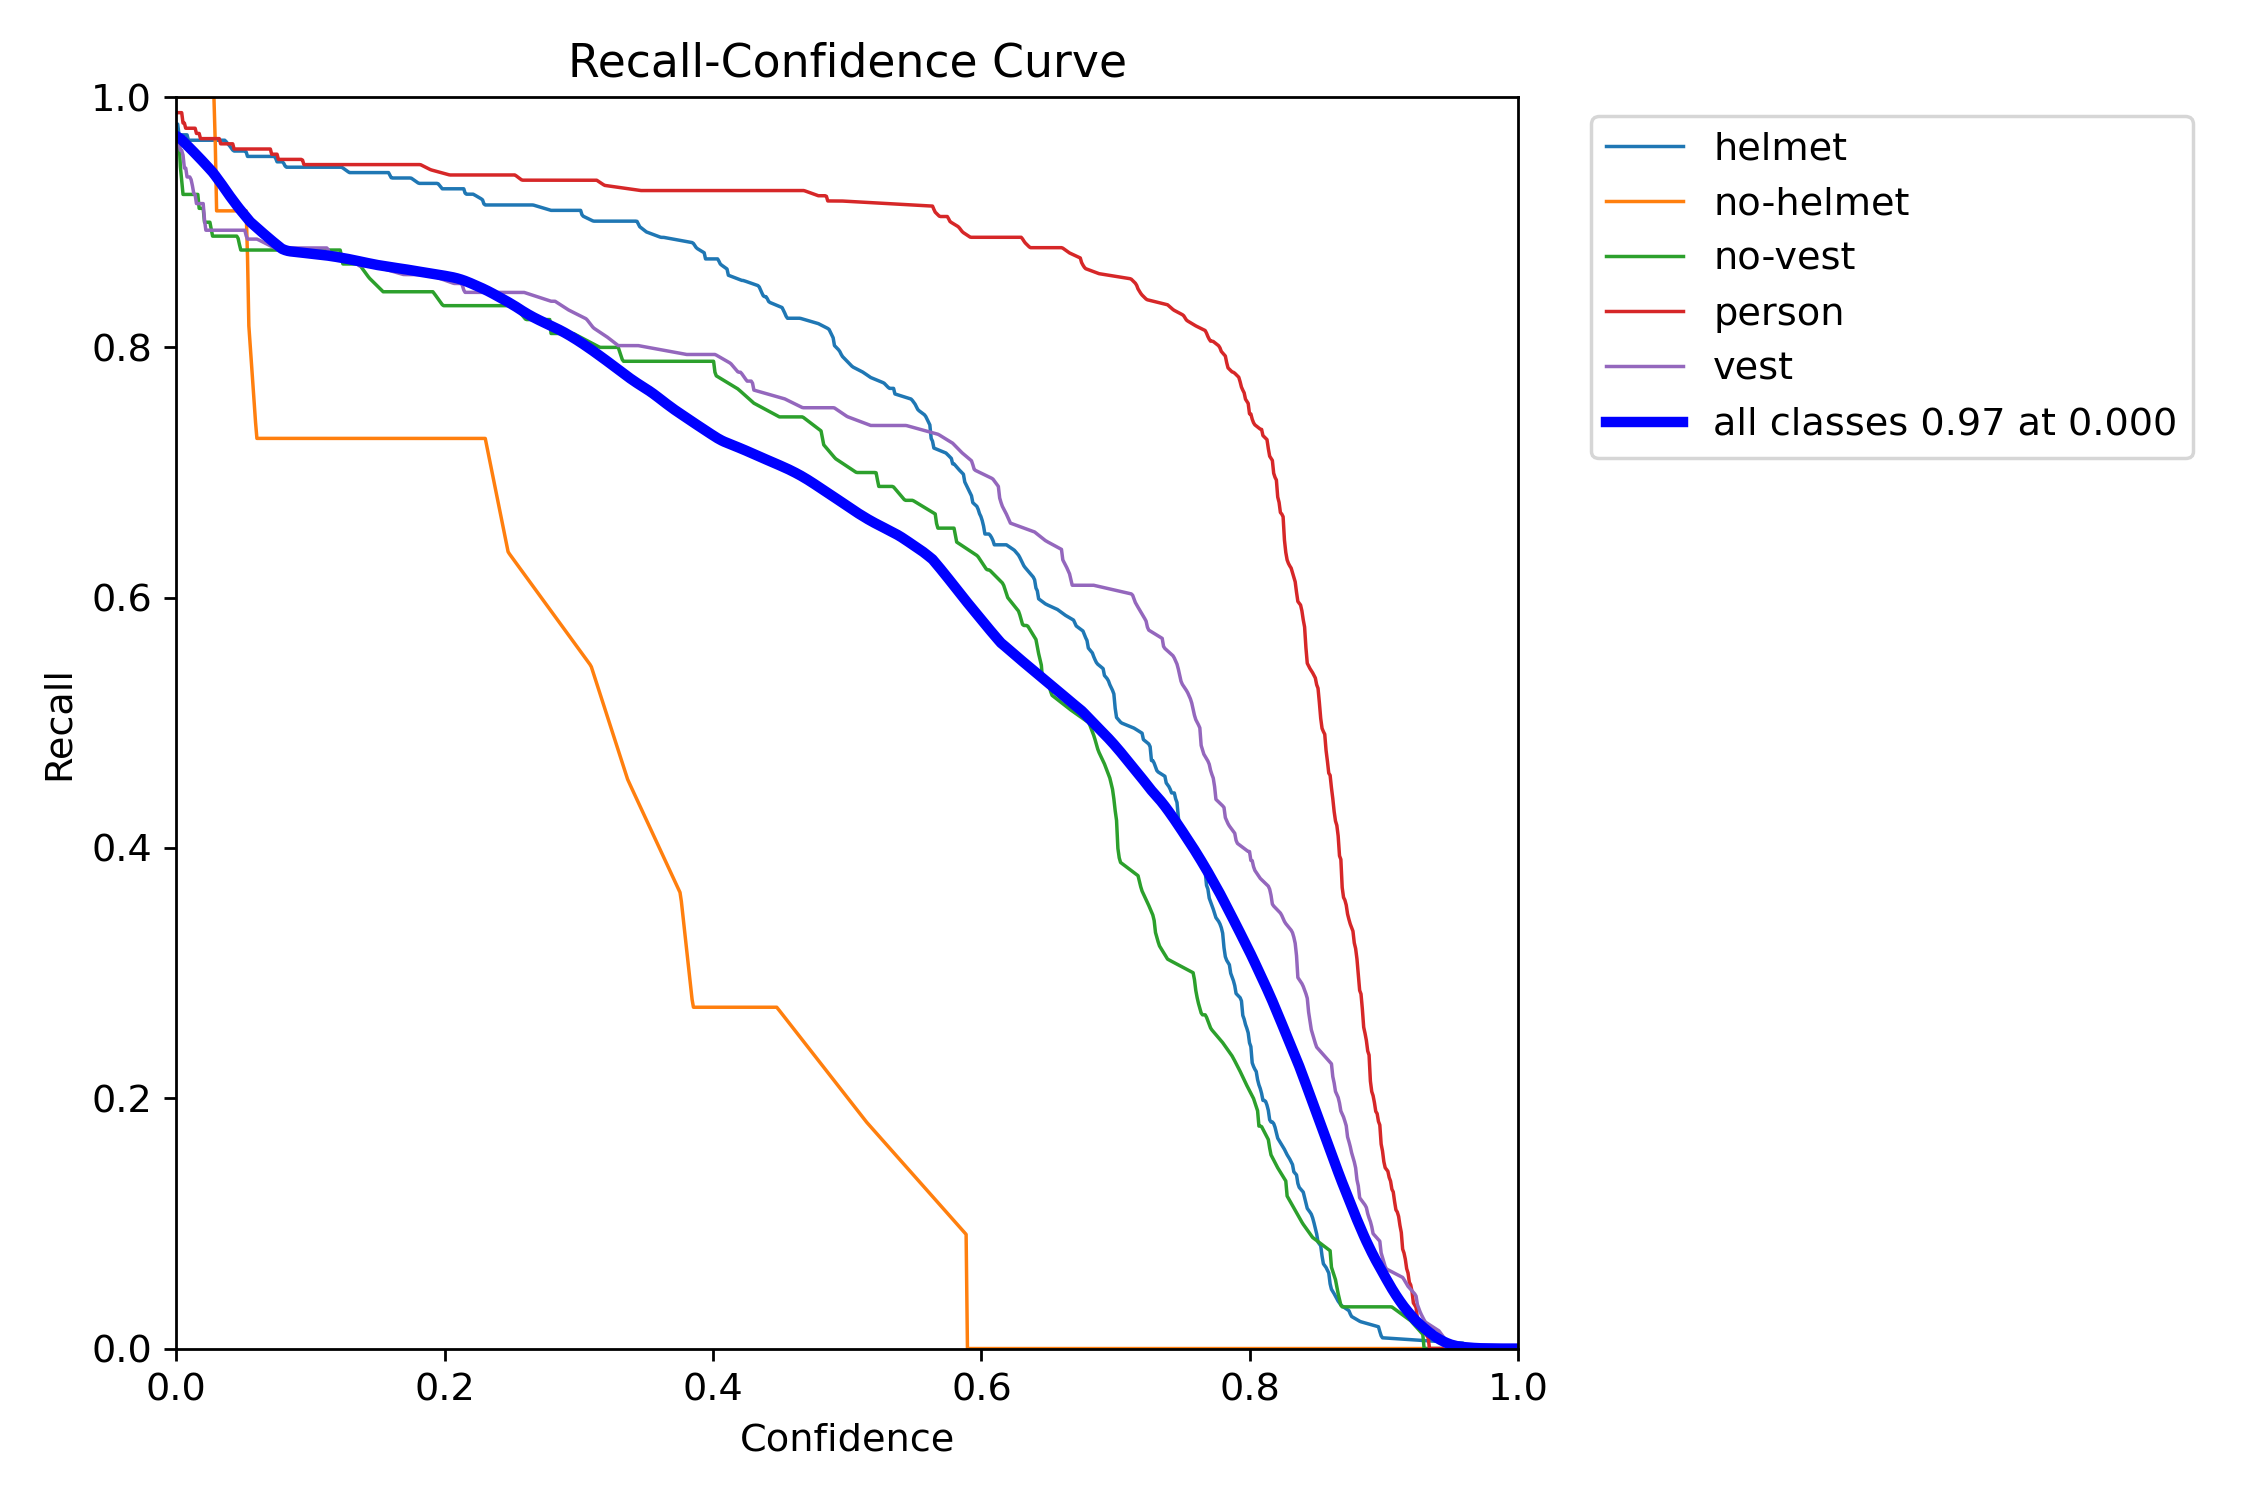 Recall-Confidence Curve
1.0
0.8
0.6
0.4
0.2
0.0
Recall
0.0 0.2 0.4 0.6 0.8 1.0
Confidence
helmet
no-helmet
no-vest
person
vest
all classes 0.97 at 0.000